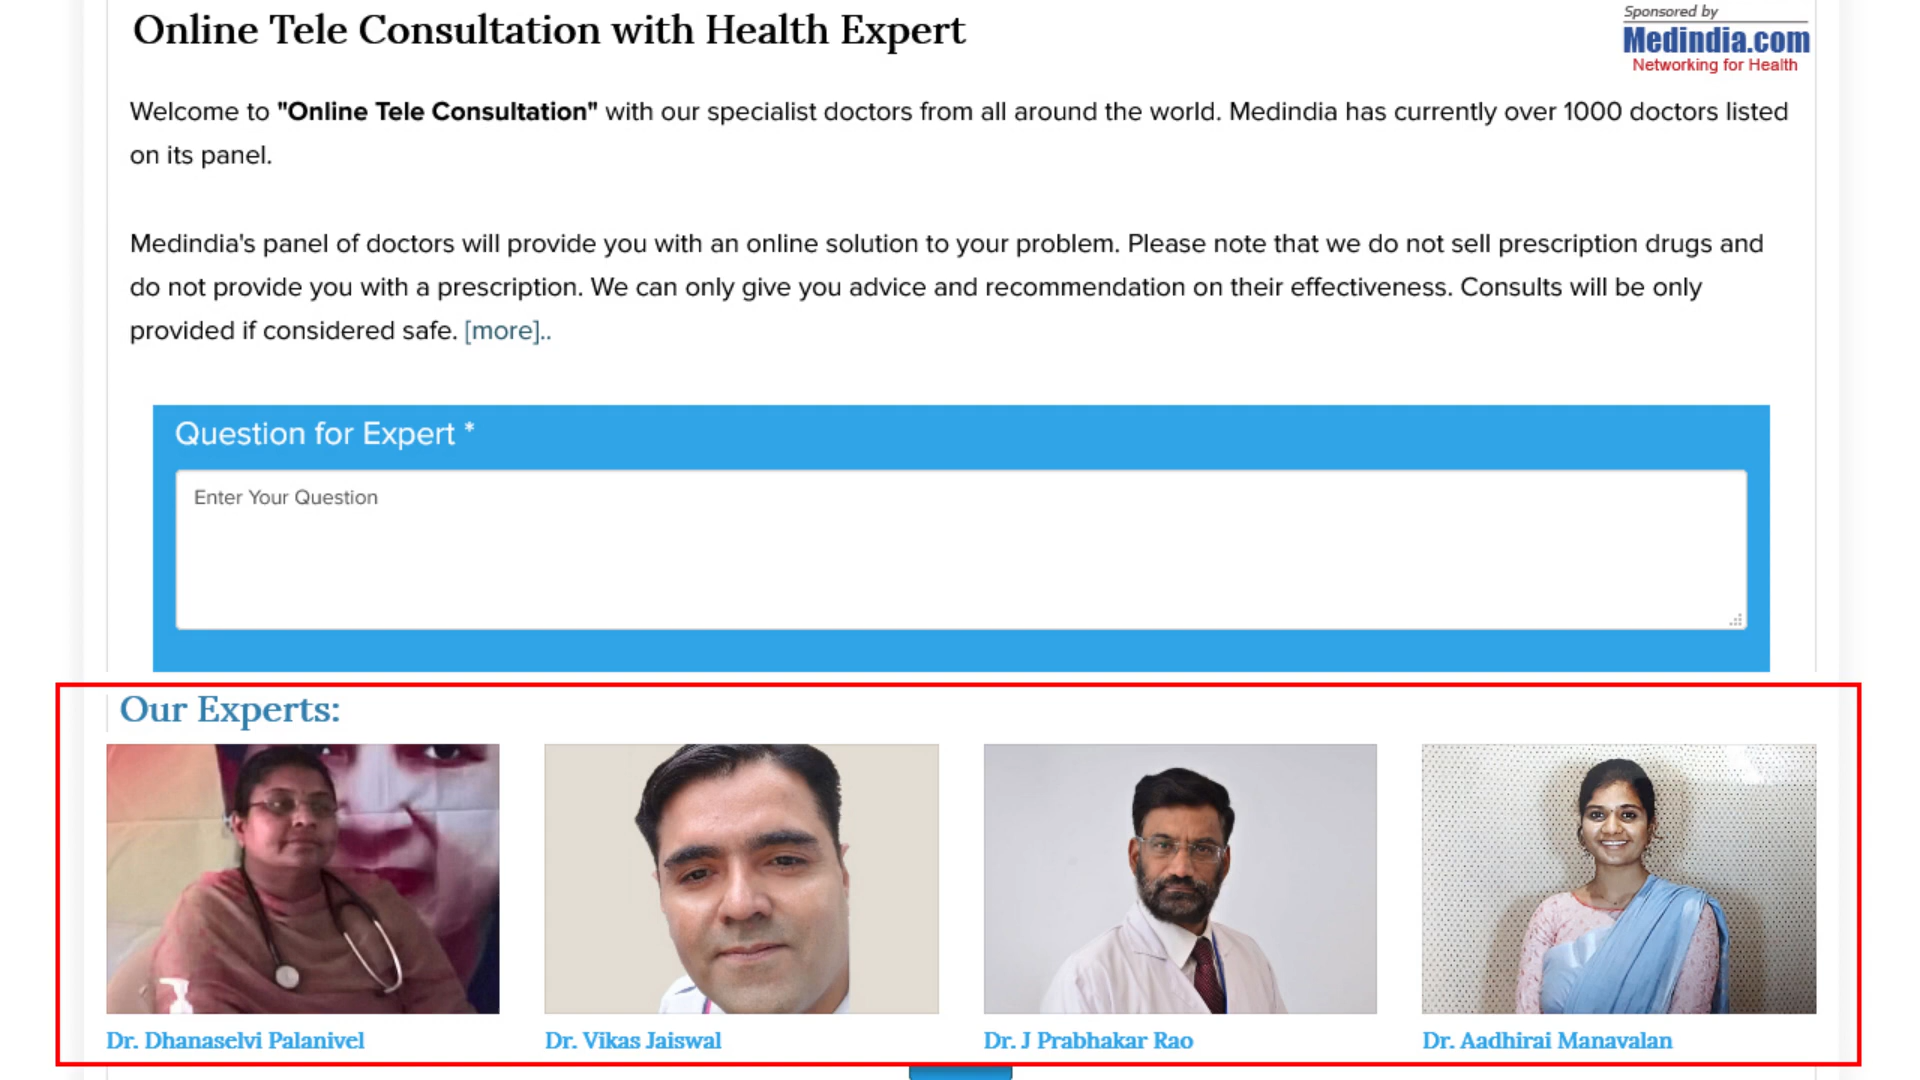 Online Tele Consultation with Health Expert
Sponsored by
Medindia.com
Networking for Health
Welcome to "Online Tele Consultation" with our specialist doctors from all around the world. Medindia has currently over 1000 doctors listed
on its panel.
Medindia's panel of doctors will provide you with an online solution to your problem. Please note that we do not sell prescription drugs and
do not provide you with a prescription. We can only give you advice and recommendation on their effectiveness. Consults will be only
provided if considered safe. [more]..
Question for Expert *
Enter Your Question
Our Experts:
Dr. Dhanaselvi Palanivel
Dr. Vikas Jaiswal
Dr. J Prabhakar Rao
Dr. Aadhirai Manavalan